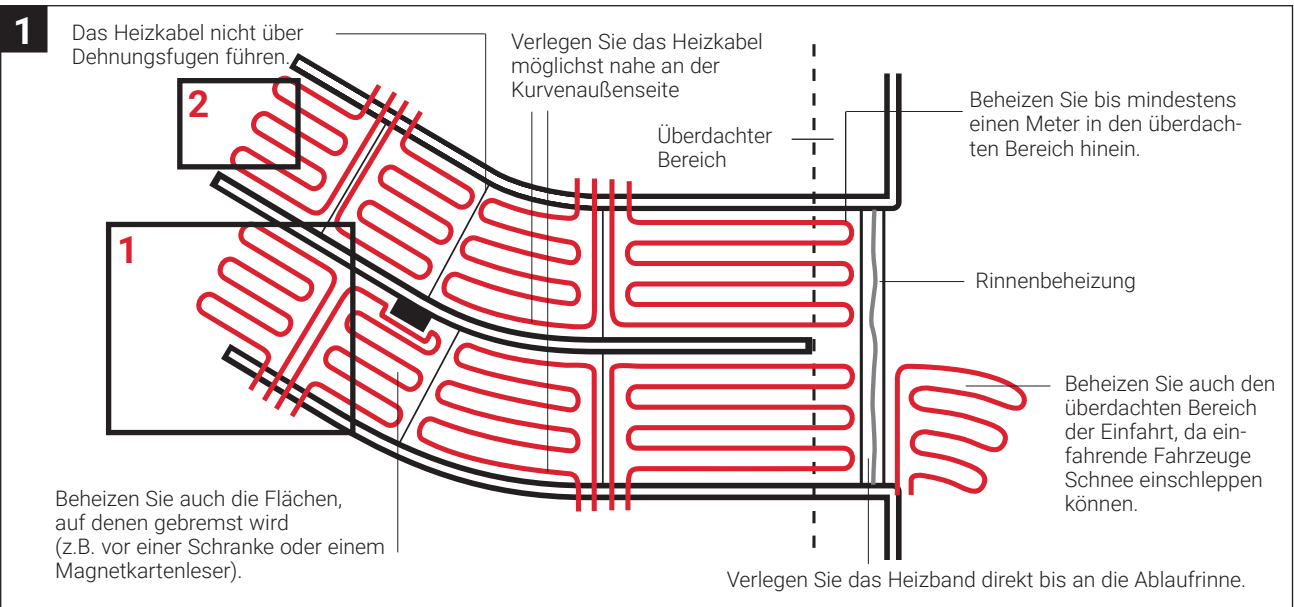 1
Das Heizkabel nicht über
Dehnungsfugen führen.
Verlegen Sie das Heizkabel
möglichst nahe an der
Kurvenaußenseite
Überdachter
Bereich
Beheizen Sie bis mindestens
einen Meter in den überdach-
ten Bereich hinein.
2
1
Rinnenbeheizung
Beheizen Sie auch den
überdachten Bereich
der Einfahrt, da ein-
fahrende Fahrzeuge
Schnee einschleppen
können.
Beheizen Sie auch die Flächen,
auf denen gebremst wird
(z.B. vor einer Schranke oder einem
Magnetkartenleser).
Verlegen Sie das Heizband direkt bis an die Ablaufrinne.